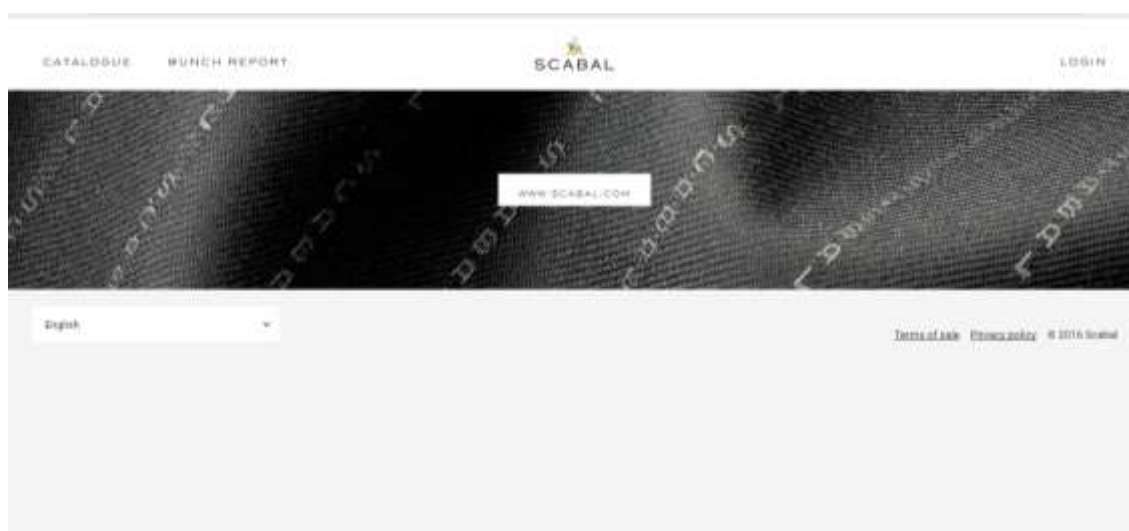 CATALOGUE BUNCH REPORT SCABAL LOGIN
WWW.SCABAL.COM
English
Terms of sale Privacy policy © 2016 Scabal